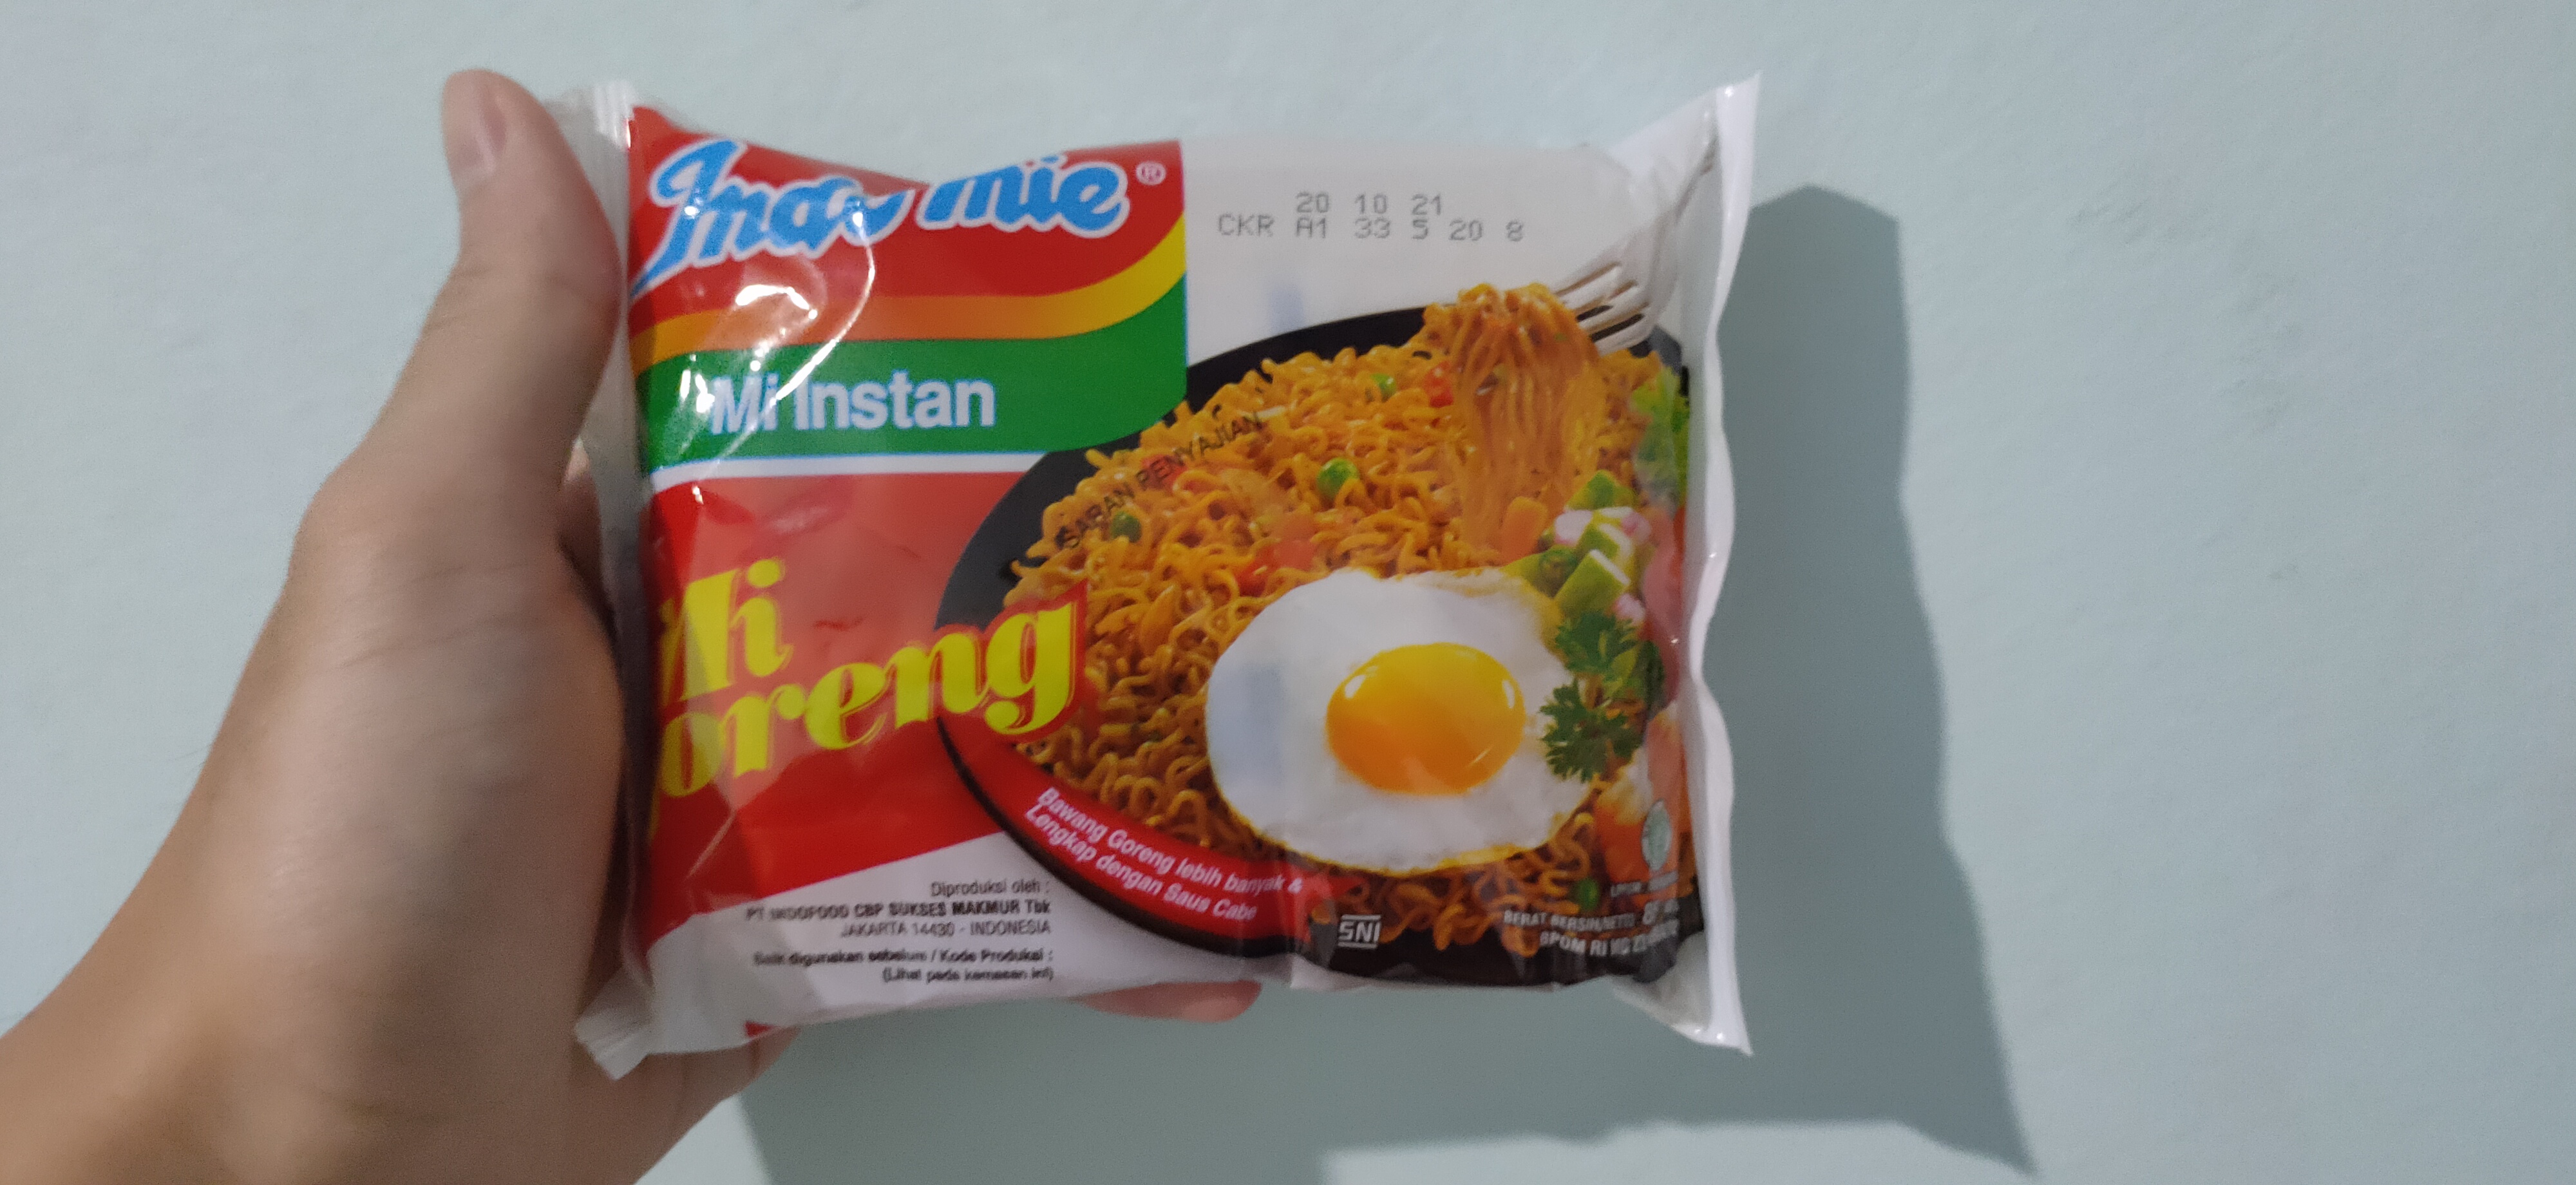 Indomie®
20 10 21
CKR A1 33 5 20 8
Mi Instan
SARAN PENYAJIAN
Mi
goreng
Bawang Goreng lebih banyak &
Lengkap dengan Saus Cabe
Diproduksi oleh :
PT INDOFOOD CBP SUKSES MAKMUR Tbk
JAKARTA 14430 - INDONESIA
Baik digunakan sebelum / Kode Produksi :
(Lihat pada kemasan ini)
SNI
BERAT BERSIH/NETTO
BPOM RI MD